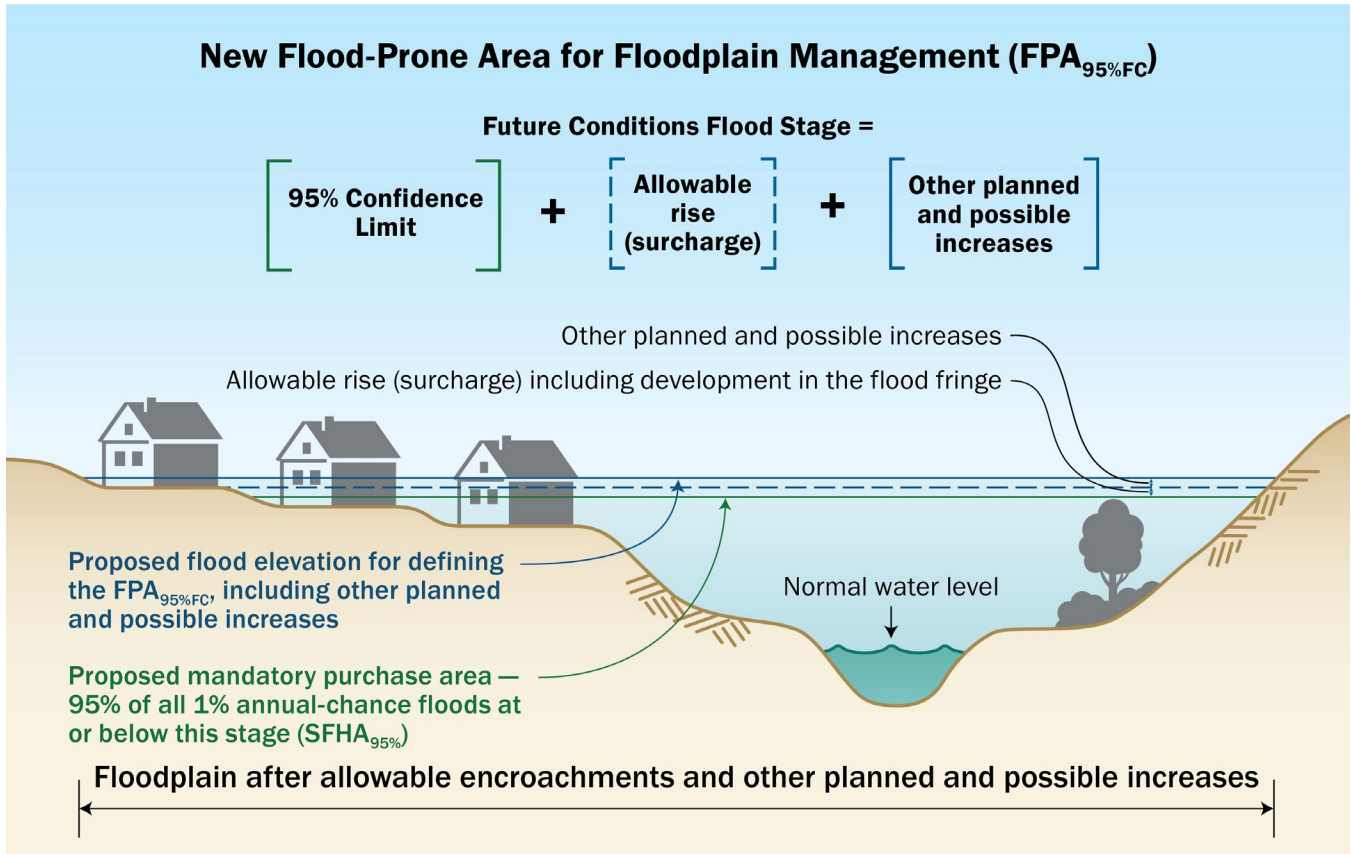 New Flood-Prone Area for Floodplain Management (FPA95%FC)
Future Conditions Flood Stage =
95% Confidence
Limit
+
Allowable
rise
(surcharge)
+
Other planned
and possible
increases
Other planned and possible increases
Allowable rise (surcharge) including development in the flood fringe
Proposed flood elevation for defining
the FPA95%FC, including other planned
and possible increases
Normal water level
Proposed mandatory purchase area —
95% of all 1% annual-chance floods at
or below this stage (SFHA95%)
Floodplain after allowable encroachments and other planned and possible increases